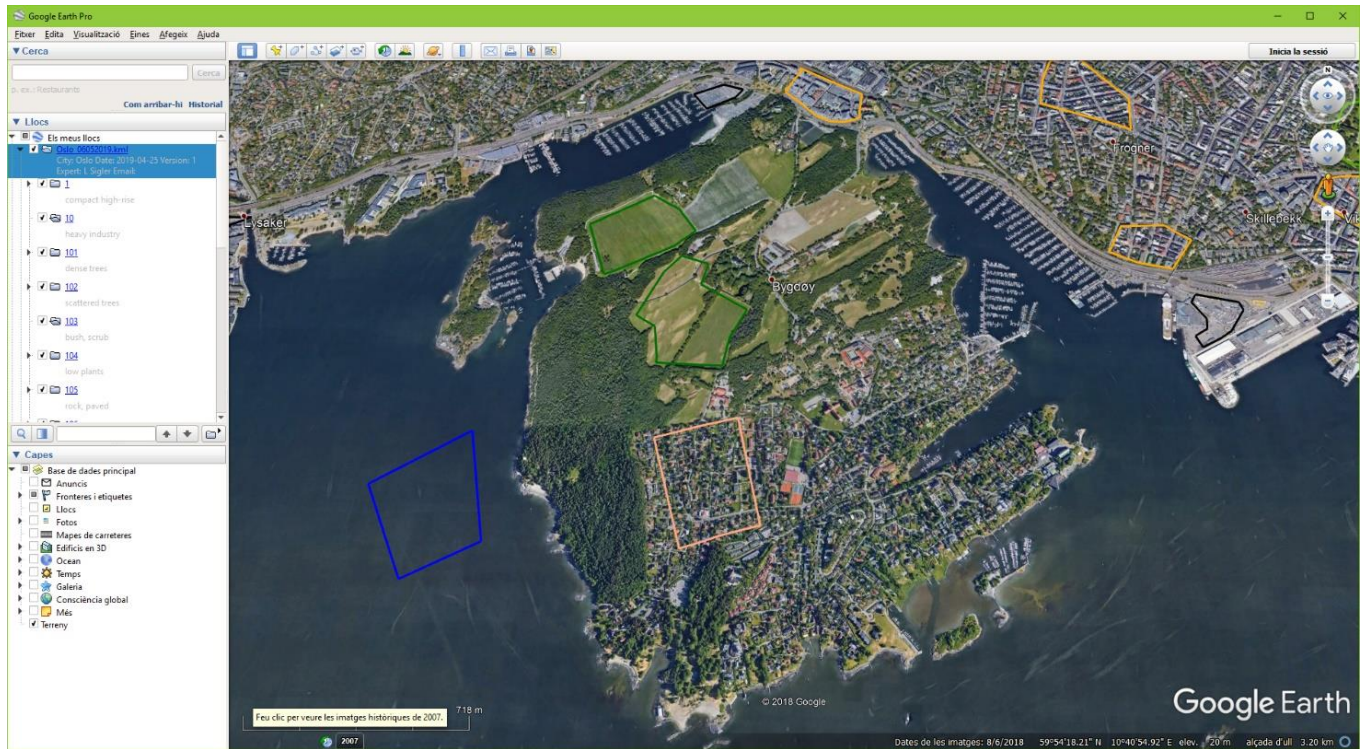 Google Earth Pro
Fitxer Edita Visualització Eines Afegeix Ajuda
Cerca
Inicia la sessió
Cerca
p. ex.: Restaurants
Com arribar-hi Historial
Llocs
Els meus llocs
Oslo_06052019.kml
City: Oslo Date: 2019-04-25 Version: 1
Expert: L Sigler Email:
1
compact high-rise
10
heavy industry
101
dense trees
102
scattered trees
103
bush, scrub
104
low plants
105
rock, paved
Capes
Base de dades principal
Anuncis
Fronteres i etiquetes
Llocs
Fotos
Mapes de carreteres
Edificis en 3D
Ocean
Temps
Galeria
Consciència global
Més
Terreny
N
Frogner
Lysaker
Skillebekk
Vik
Bygdøy
© 2018 Google
Google Earth
718 m
Feu clic per veure les imatges històriques de 2007.
2007
Dates de les imatges: 8/6/2018 59°54'18.21" N 10°40'54.92" E elev. 20 m alçada d'ull 3.20 km